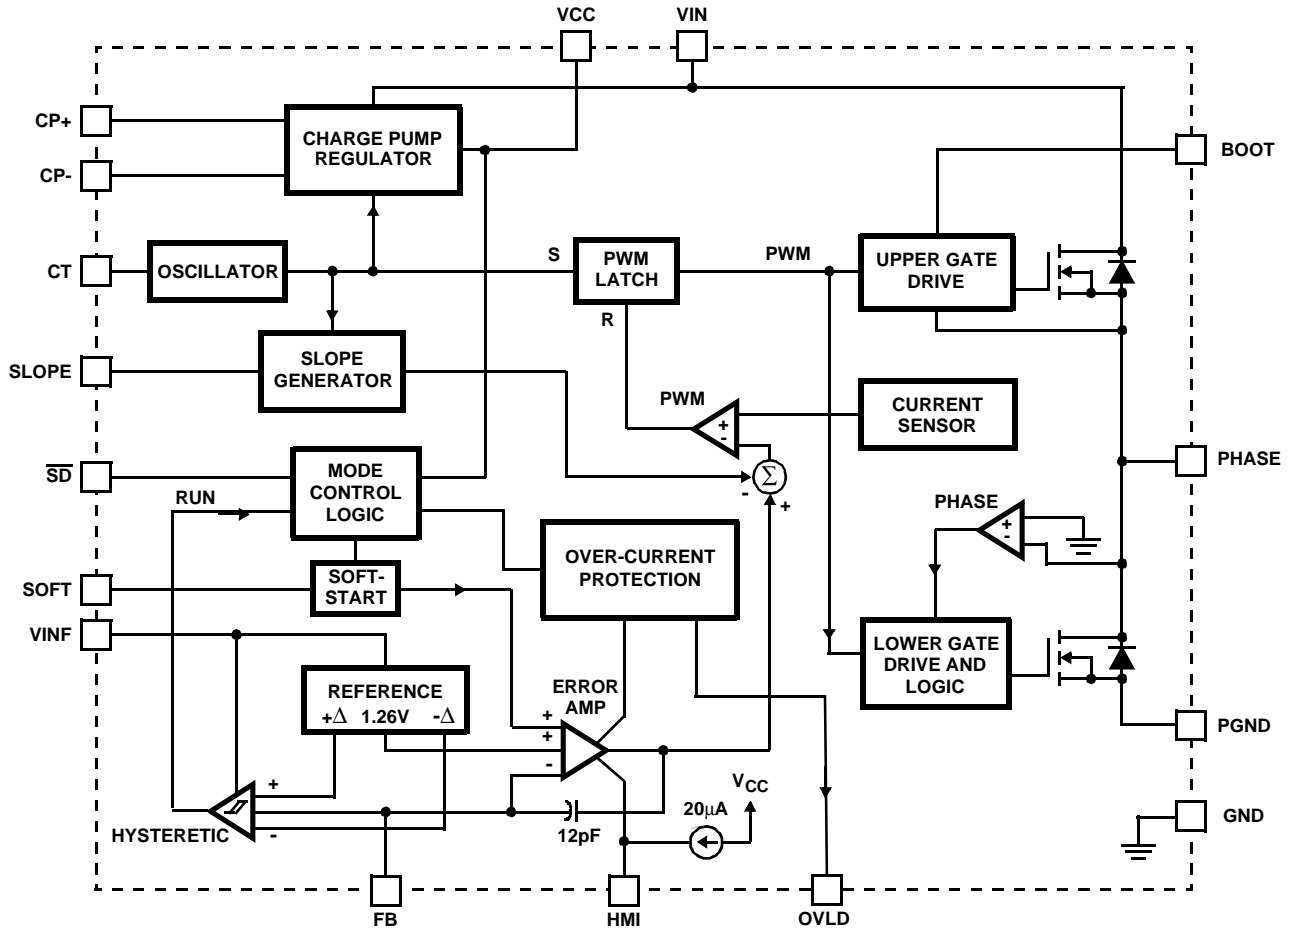 VCC
VIN
CP+
CHARGE PUMP
REGULATOR
CP-
BOOT
CT
OSCILLATOR
S
PWM
LATCH
R
PWM
UPPER GATE
DRIVE
SLOPE
SLOPE
GENERATOR
PWM
+
-
CURRENT
SENSOR
S̅D̅
MODE
CONTROL
LOGIC
RUN
Σ
-
+
PHASE
PHASE
+
-
OVER-CURRENT
PROTECTION
SOFT
SOFT-
START
VINF
LOWER GATE
DRIVE AND
LOGIC
REFERENCE
+Δ 1.26V -Δ
ERROR
AMP
+
+
-
PGND
+
-
HYSTERETIC
12pF
20μA
VCC
GND
FB
HMI
OVLD